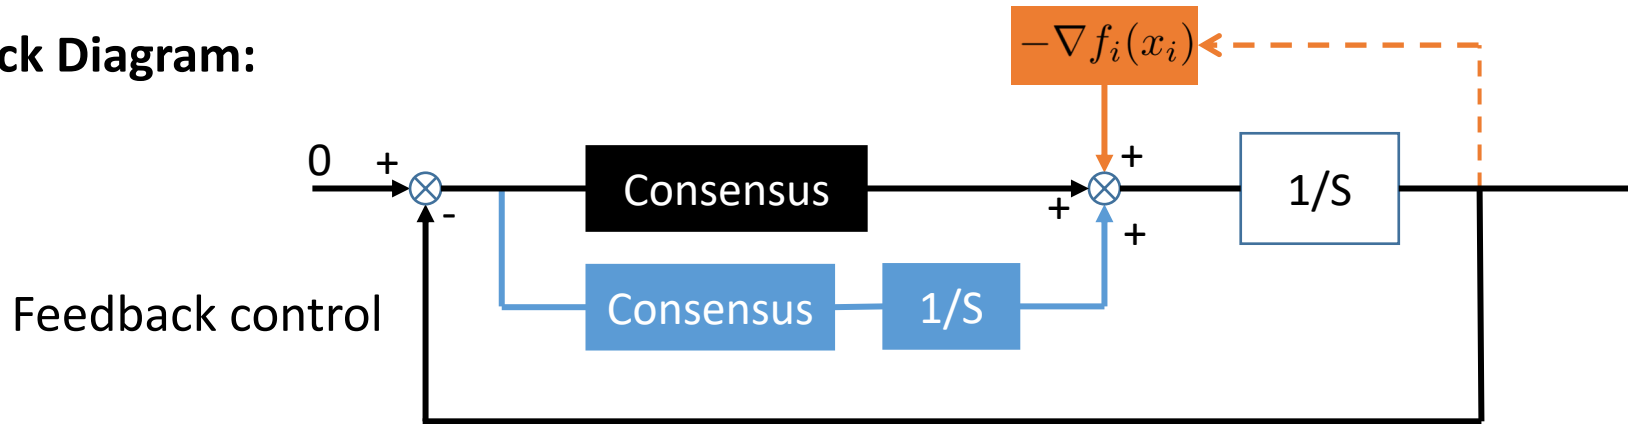 -∇f_i(x_i)
ck Diagram:
0 + +
Consensus 1/S
- + +
Consensus 1/S
Feedback control